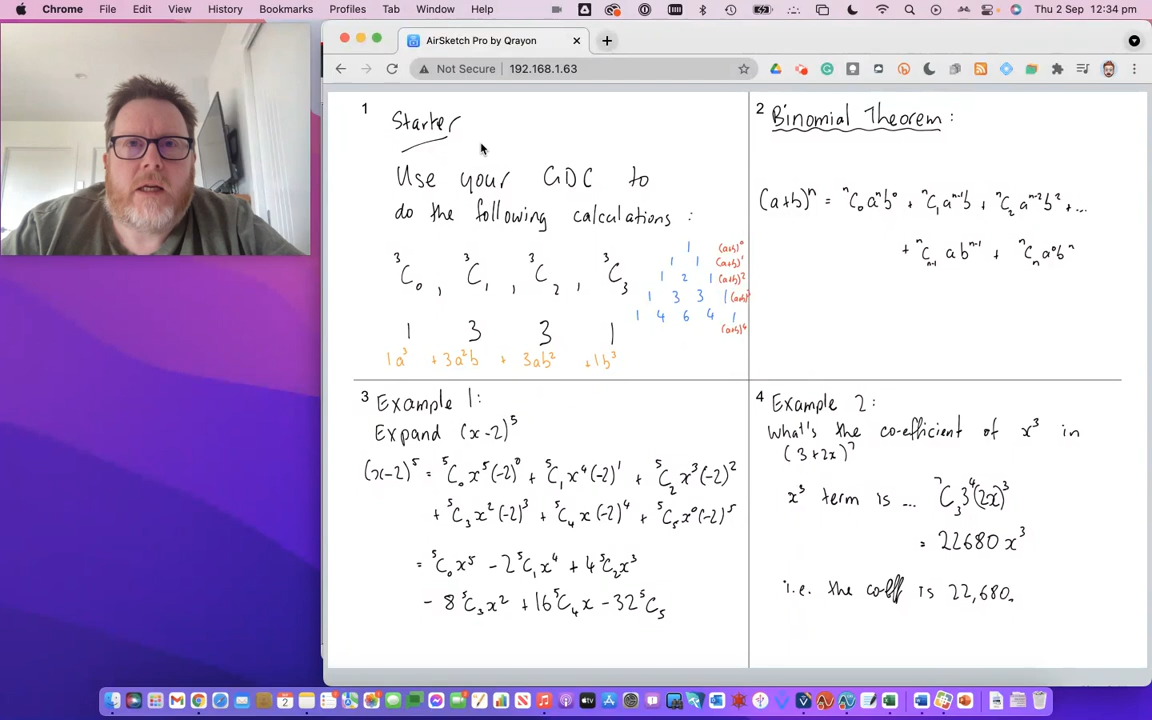 Chrome File Edit View History Bookmarks Profiles Tab Window Help Thu 2 Sep 12:34 pm
AirSketch Pro by Qrayon
Not Secure 192.168.1.63
1
Starter
Use your GDC to
do the following calculations :
³C₀ , ³C₁ , ³C₂ , ³C₃
1 3 3 1
1a³ + 3a²b + 3ab² + 1b³
1 (a+b)⁰
1 1 (a+b)¹
1 2 1 (a+b)²
1 3 3 1 (a+b)³
1 4 6 4 1
(a+b)⁴
2 Binomial Theorem :
(a+b)ⁿ = ⁿC₀aⁿb⁰ + ⁿC₁aⁿ⁻¹b + ⁿC₂aⁿ⁻²b² + ...
+ ⁿCₙ₋₁abⁿ⁻¹ + ⁿCₙa⁰bⁿ
3 Example 1:
Expand (x-2)⁵
(x-2)⁵ = ⁵C₀x⁵(-2)⁰ + ⁵C₁x⁴(-2)¹ + ⁵C₂x³(-2)²
+ ⁵C₃x²(-2)³ + ⁵C₄x(-2)⁴ + ⁵C₅x⁰(-2)⁵
= ⁵C₀x⁵ - 2⁵C₁x⁴ + 4⁵C₂x³
- 8⁵C₃x² + 16⁵C₄x - 32⁵C₅
4 Example 2:
What's the co-efficient of x³ in
(3+2x)⁷
x³ term is ... ⁷C₃3⁴(2x)³
= 22680x³
i.e. the coeff is 22,680.